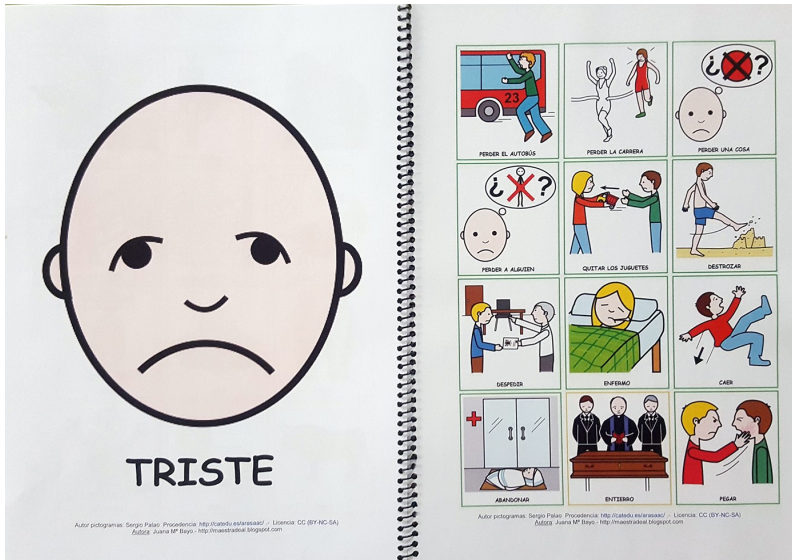 TRISTE
Autor pictogramas: Sergio Palao Procedencia: http://catedu.es/arasaac/ .- Licencia: CC (BY-NC-SA)
Autora: Juana Mª Bayo.- http://maestradeal.blogspot.com
23
PERDER EL AUTOBÚS
PERDER LA CARRERA
¿ ?
PERDER UNA COSA
¿ ?
PERDER A ALGUIEN
QUITAR LOS JUGUETES
DESTROZAR
DESPEDIR
ENFERMO
CAER
ABANDONAR
ENTIERRO
PEGAR
Autor pictogramas: Sergio Palao Procedencia: http://catedu.es/arasaac/ .- Licencia: CC (BY-NC-SA)
Autora: Juana Mª Bayo.- http://maestradeal.blogspot.com